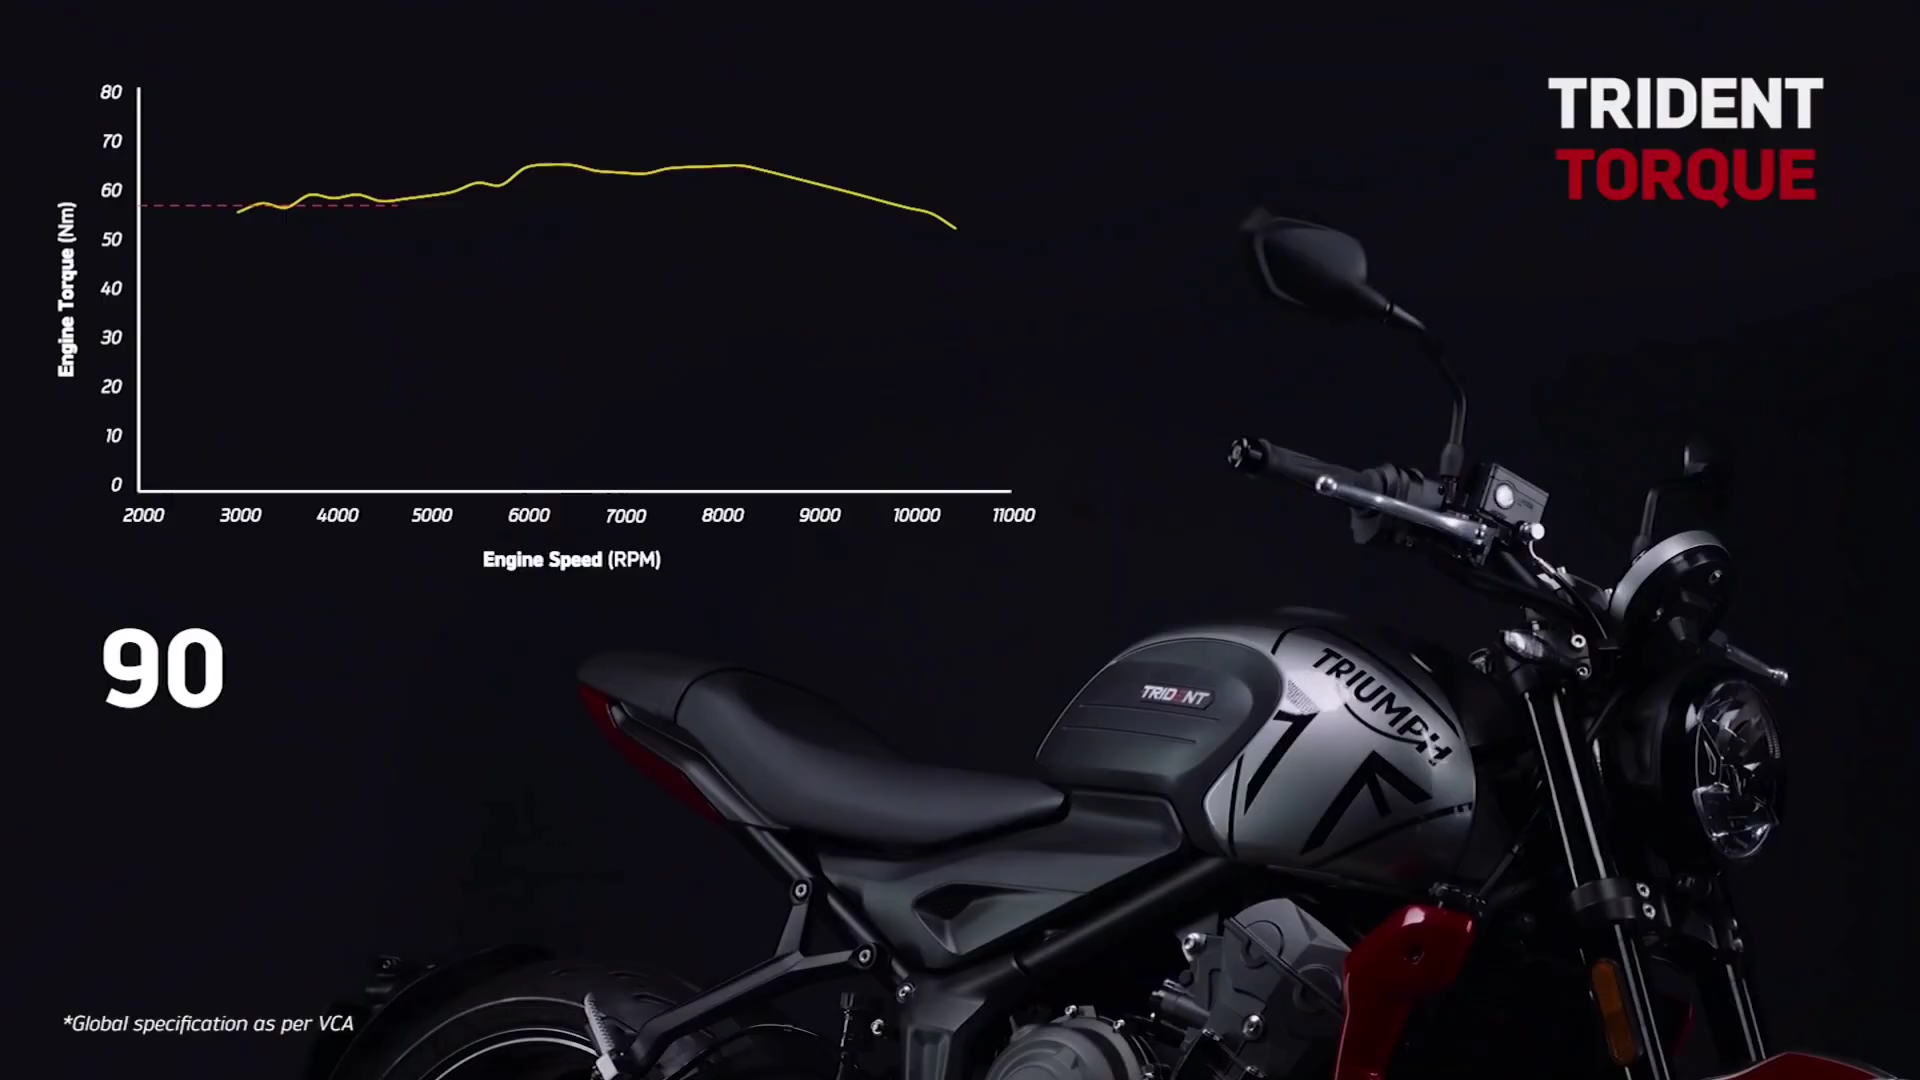 TRIDENT
TORQUE
80
70
60
50
40
30
20
10
0
Engine Torque (Nm)
2000 3000 4000 5000 6000 7000 8000 9000 10000 11000
Engine Speed (RPM)
90
TRIDENT
TRIUMPH
*Global specification as per VCA